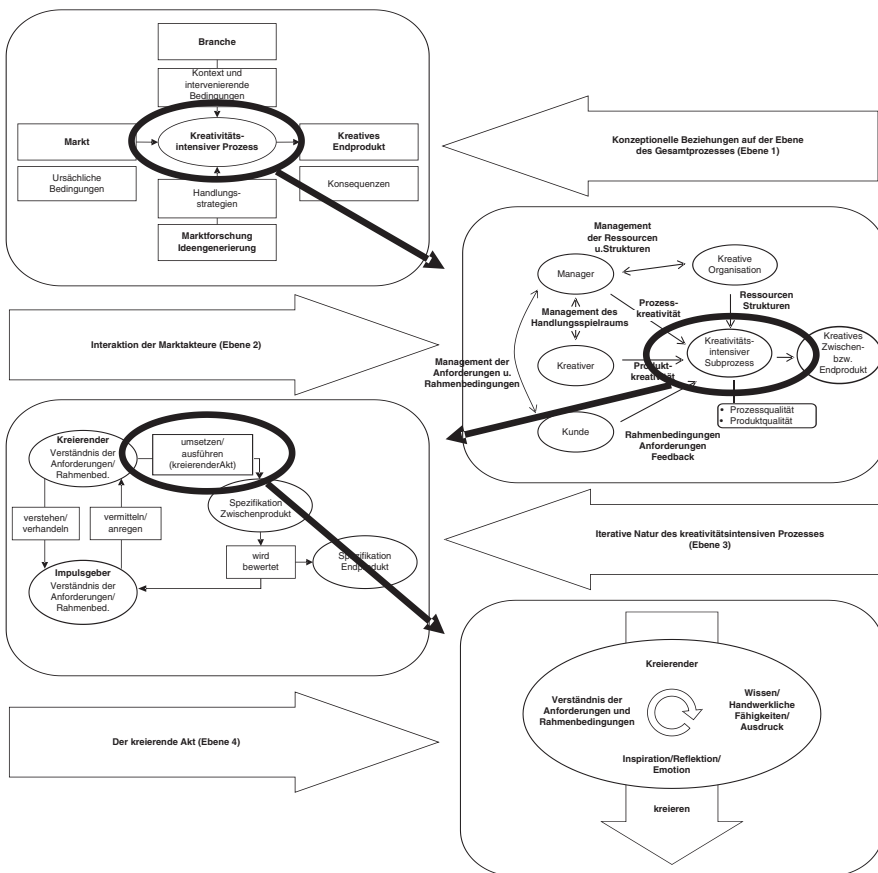 Branche
Kontext und
intervenierende
Bedingungen
Markt
Kreativitäts-
intensiver Prozess
Kreatives
Endprodukt
Ursächliche
Bedingungen
Handlungs-
strategien
Konsequenzen
Marktforschung
Ideengenerierung
Konzeptionelle Beziehungen auf der Ebene
des Gesamtprozesses (Ebene 1)
Interaktion der Marktakteure (Ebene 2)
Management
der Ressourcen
u.Strukturen
Manager
Kreative
Organisation
Prozess-
kreativität
Ressourcen
Strukturen
Management des
Handlungsspielraums
Kreativitäts-
intensiver
Subprozess
Kreatives
Zwischen-
bzw.
Endprodukt
Management der
Anforderungen u.
Rahmenbedingungen
Kreativer
Produkt-
kreativität
• Prozessqualität
• Produktqualität
Kunde
Rahmenbedingungen
Anforderungen
Feedback
Kreierender
Verständnis der
Anforderungen/
Rahmenbed.
umsetzen/
ausführen
(kreierenderAkt)
Spezifikation
Zwischenprodukt
verstehen/
verhandeln
vermitteln/
anregen
wird
bewertet
Spezifikation
Endprodukt
Impulsgeber
Verständnis der
Anforderungen/
Rahmenbed.
Iterative Natur des kreativitätsintensiven Prozesses
(Ebene 3)
Der kreierende Akt (Ebene 4)
Kreierender
Verständnis der
Anforderungen und
Rahmenbedingungen
Wissen/
Handwerkliche
Fähigkeiten/
Ausdruck
Inspiration/Reflektion/
Emotion
kreieren